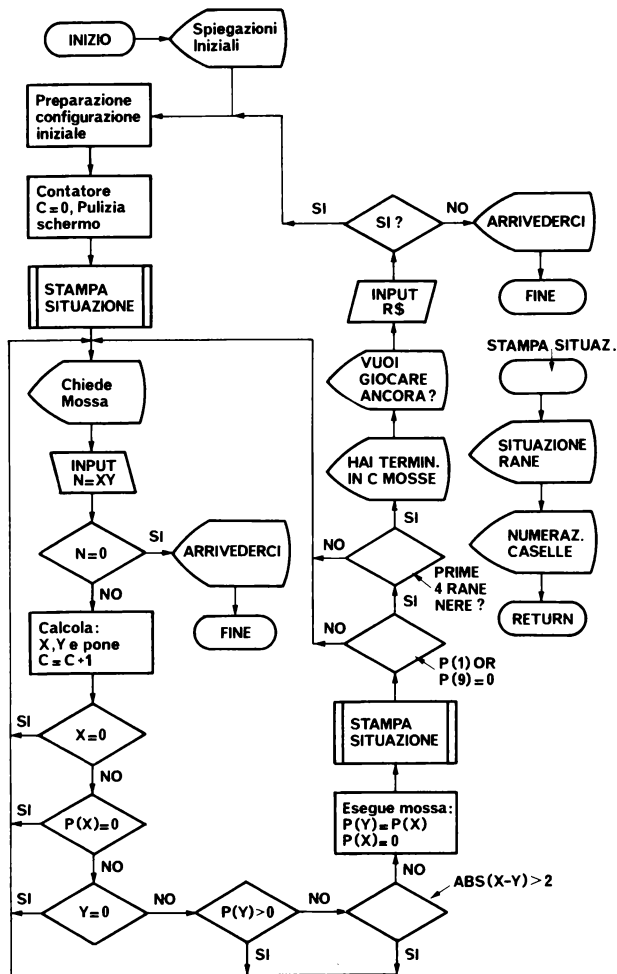 INIZIO
Spiegazioni
Iniziali
Preparazione
configurazione
iniziale
Contatore
C=0, Pulizia
schermo
STAMPA
SITUAZIONE
Chiede
Mossa
INPUT
N=XY
N=0
SI
ARRIVEDERCI
FINE
NO
Calcola:
X,Y e pone
C=C+1
X=0
SI
NO
P(X)=0
SI
NO
Y=0
SI
NO
P(Y)>0
NO
SI
ABS(X-Y)>2
SI
NO
Esegue mossa:
P(Y)=P(X)
P(X)=0
STAMPA
SITUAZIONE
P(1) OR
P(9)=0
NO
SI
PRIME
4 RANE
NERE ?
NO
SI
HAI TERMIN.
IN C MOSSE
VUOI
GIOCARE
ANCORA ?
INPUT
R$
SI ?
SI
NO
ARRIVEDERCI
FINE
STAMPA SITUAZ.
SITUAZIONE
RANE
NUMERAZ.
CASELLE
RETURN